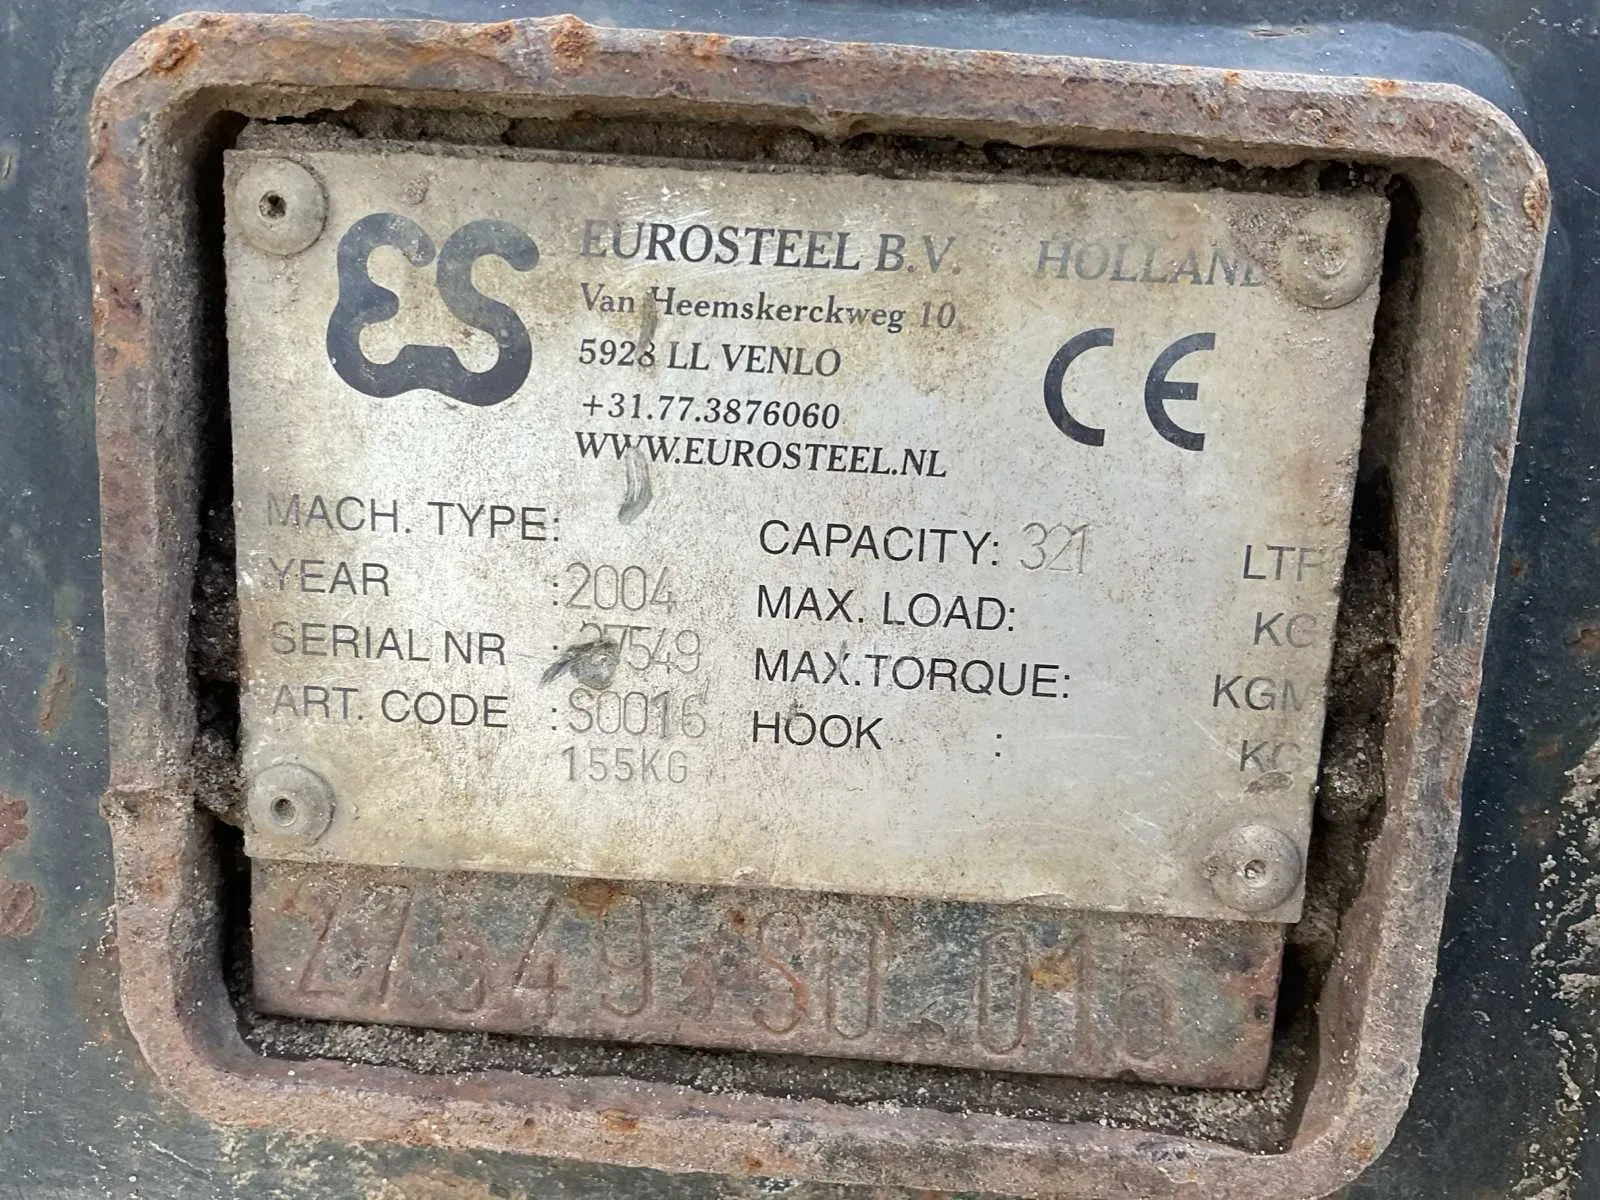 ES
EUROSTEEL B.V. HOLLAND
Van Heemskerckweg 10
5928 LL VENLO
+31.77.3876060
WWW.EUROSTEEL.NL
CE
MACH. TYPE:
YEAR :2004
SERIAL NR :27549
ART. CODE :S0016
155KG
CAPACITY: 321 LTR
MAX. LOAD: KG
MAX.TORQUE: KGM
HOOK : KG
27549 S0.016